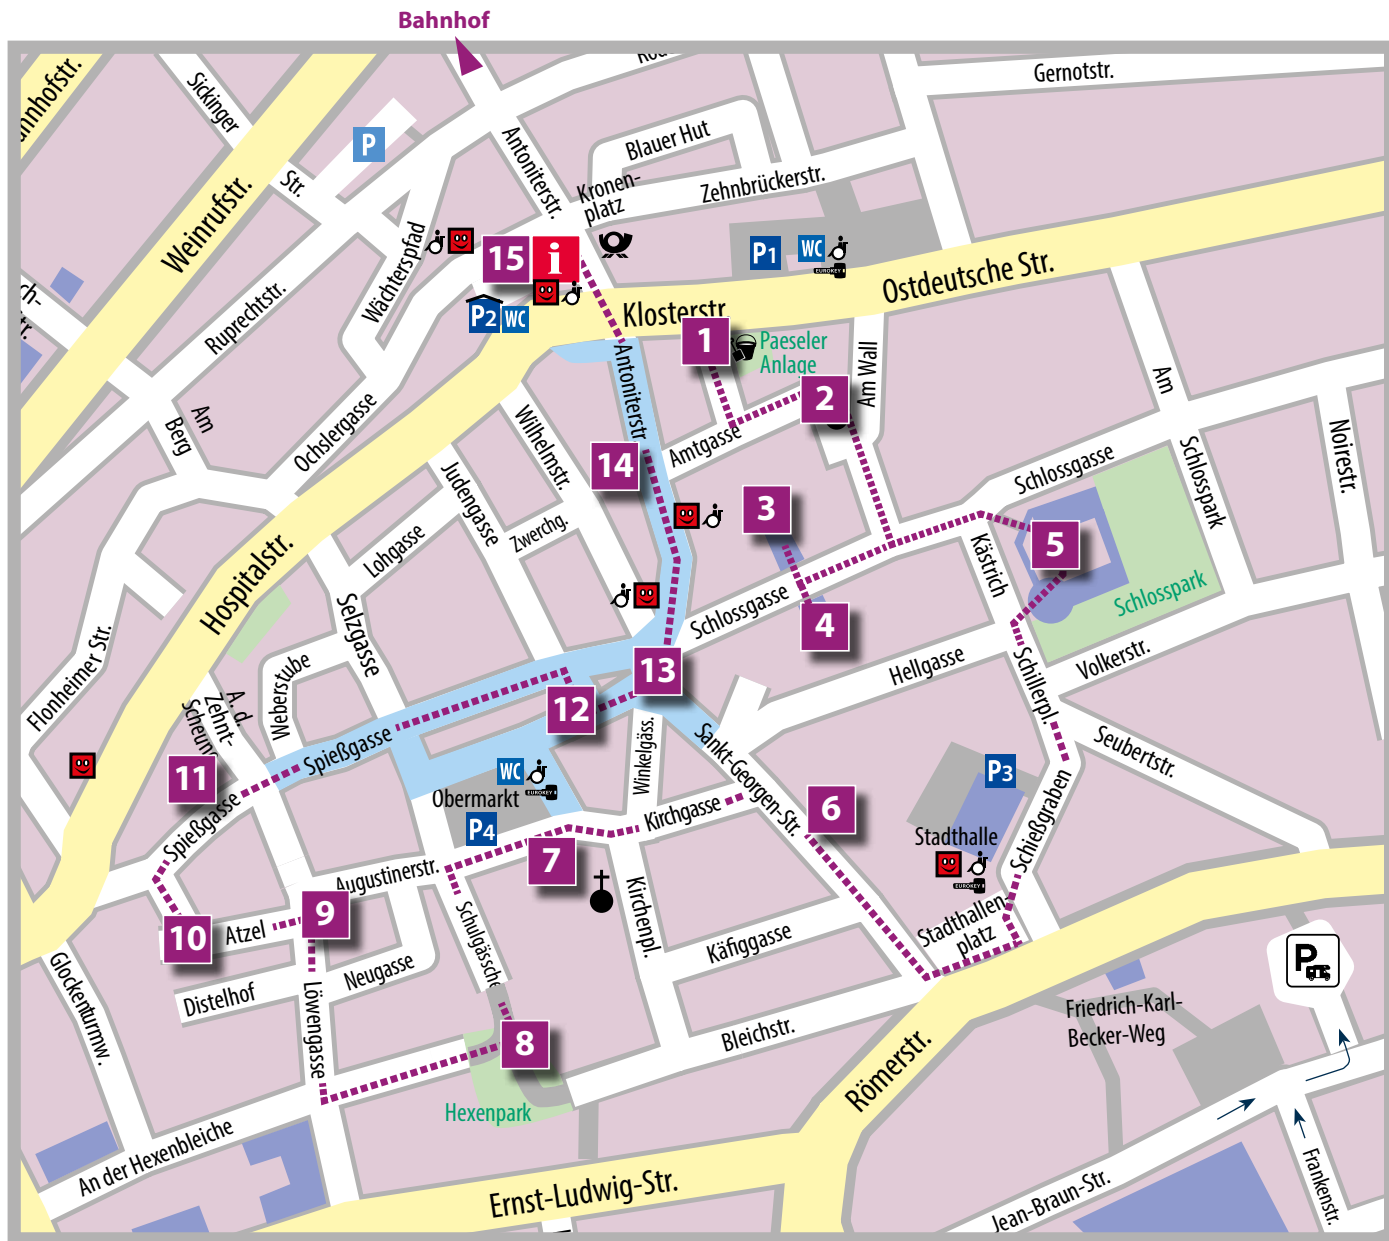 Bahnhof
Sickinger
Str.
Gernotstr.
Weinrufstr.
P
Antoniterstr.
Blauer Hut
Kronen-
platz
Zehnbrückerstr.
Wächterspfad
15
i
P1
WC
EUROKEY
Ostdeutsche Str.
Klosterstr.
P2
WC
Ruprechtstr.
1
Paeseler
Anlage
Am Wall
2
Am
Berg
Ochslergasse
Wilhelmstr.
Antoniterstr.
Amtgasse
14
Am
Schlosspark
Noirestr.
Schlossgasse
Judengasse
Zwerchg.
Lohgasse
3
5
Kästrich
Hospitalstr.
Selzgasse
Schlossgasse
4
Schlosspark
Flonheimer Str.
Weberstube
A. d.
Zehnt-
13
Hellgasse
Schillerpl.
Volkerstr.
12
11
Spießgasse
Winkelgäss.
Sankt-Georgen-Str.
Seubertstr.
WC
EUROKEY
Obermarkt
P4
P3
Kirchgasse
6
Spießgasse
Stadthalle
EUROKEY
Schießgraben
7
Augustinerstr.
9
10
Atzel
Kirchenpl.
Käfiggasse
Stadthallen-
platz
P
Neugasse
Distelhof
Glockenturmw.
Löwengasse
8
Bleichstr.
Friedrich-Karl-
Becker-Weg
Römerstr.
Hexenpark
An der Hexenbleiche
Ernst-Ludwig-Str.
Jean-Braun-Str.
Frankenstr.